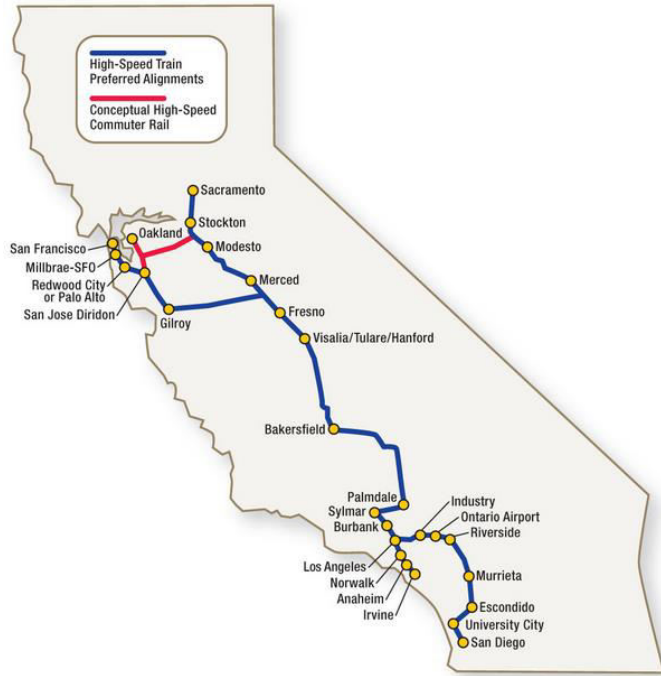 High-Speed Train
Preferred Alignments
Conceptual High-Speed
Commuter Rail
Sacramento
Stockton
Oakland
San Francisco
Modesto
Millbrae-SFO
Redwood City
or Palo Alto
Merced
San Jose Diridon
Gilroy
Fresno
Visalia/Tulare/Hanford
Bakersfield
Palmdale
Industry
Sylmar
Ontario Airport
Burbank
Riverside
Los Angeles
Norwalk
Murrieta
Anaheim
Irvine
Escondido
University City
San Diego